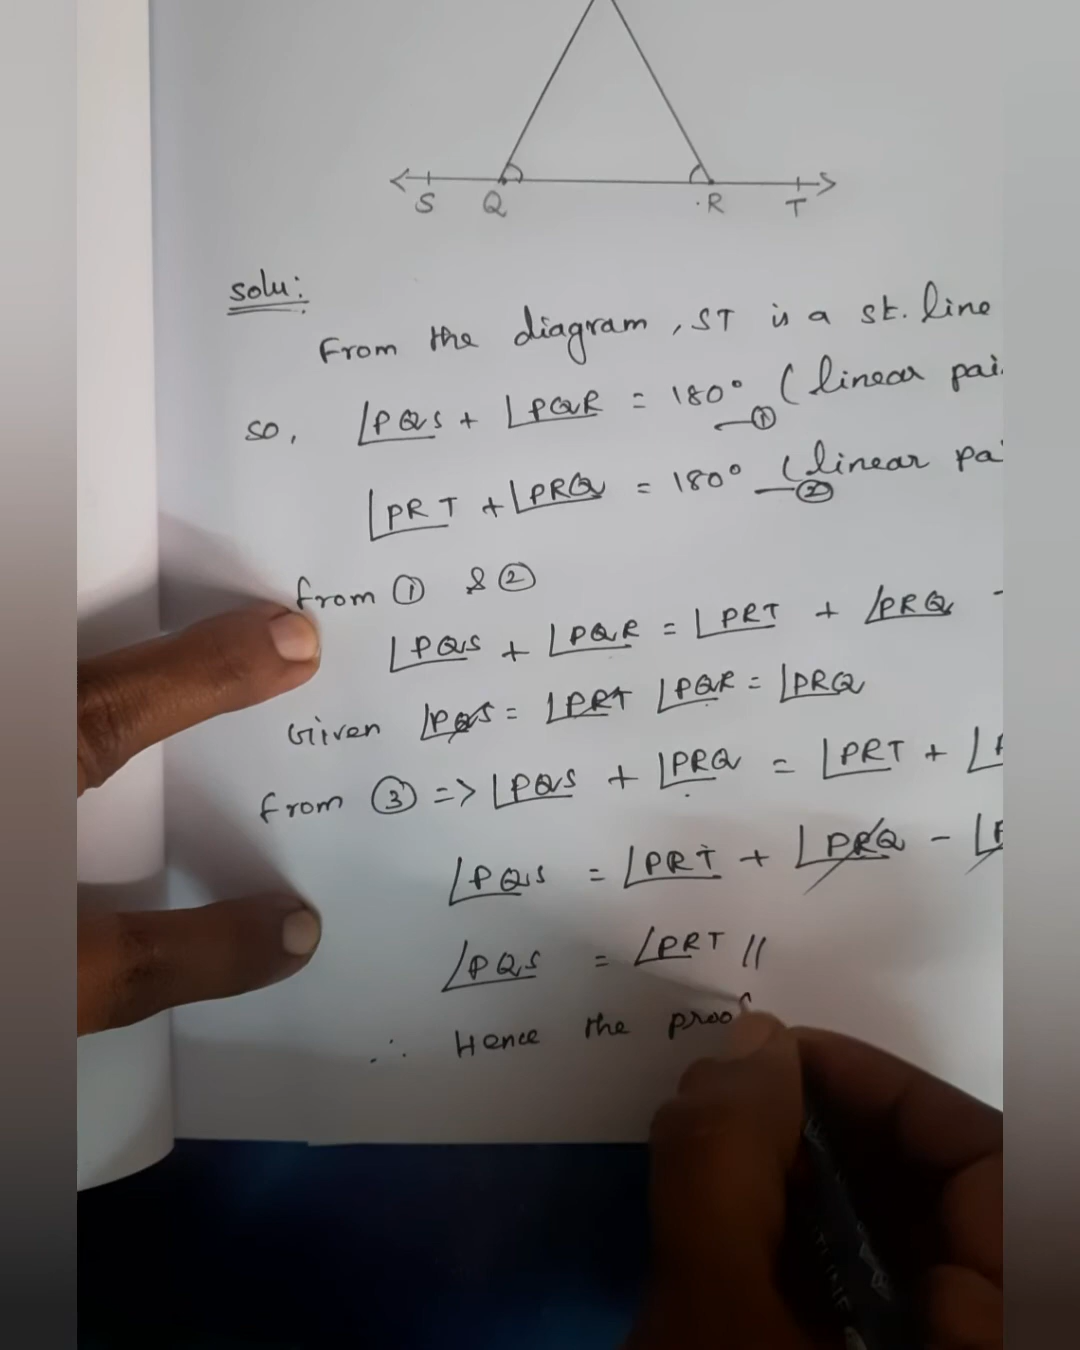 S Q R T
solu:
From the diagram, ST is a st. line
so, ∠PQS + ∠PQR = 180° (linear pai
—①
∠PRT + ∠PRQ = 180° (linear pa
—②
from ① & ②
∠PQS + ∠PQR = ∠PRT + ∠PRQ -
Given ∠PQS = ∠PRT ∠PQR = ∠PRQ
from ③ => ∠PQS + ∠PRQ = ∠PRT + ∠
∠PQS = ∠PRT + ∠PRQ - ∠
∠PQS = ∠PRT //
∴ Hence the proof